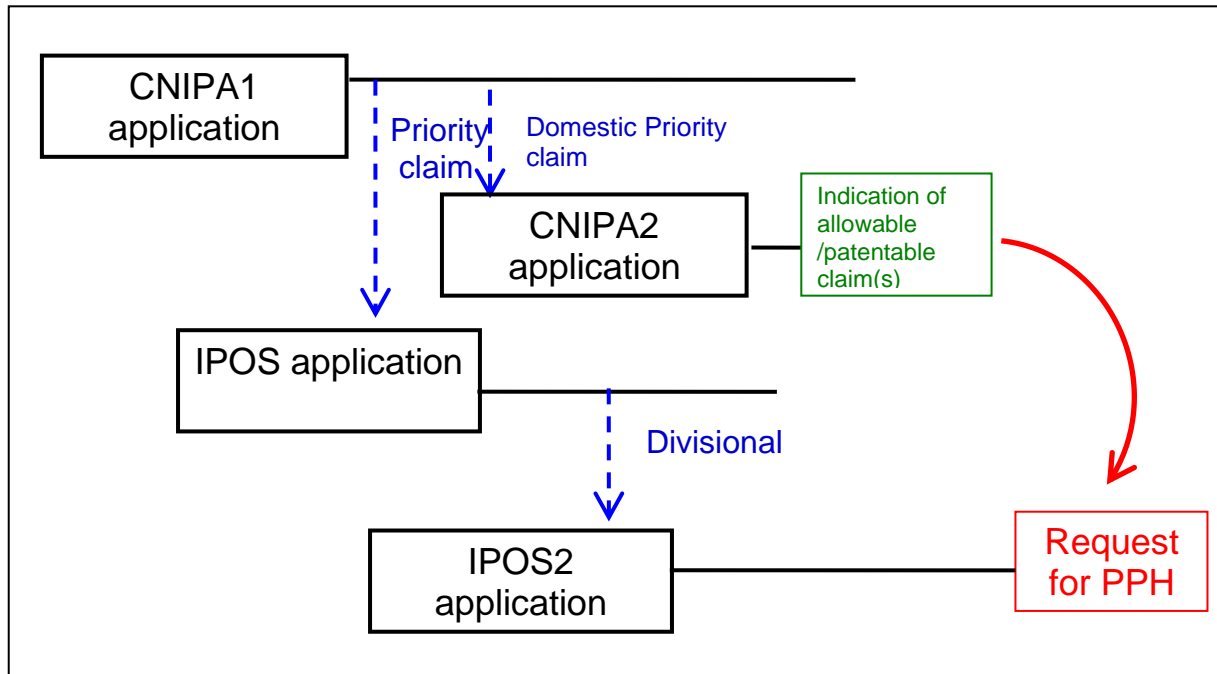 CNIPA1
application
Priority
claim
Domestic Priority
claim
CNIPA2
application
Indication of
allowable
/patentable
claim(s)
IPOS application
Divisional
IPOS2
application
Request
for PPH